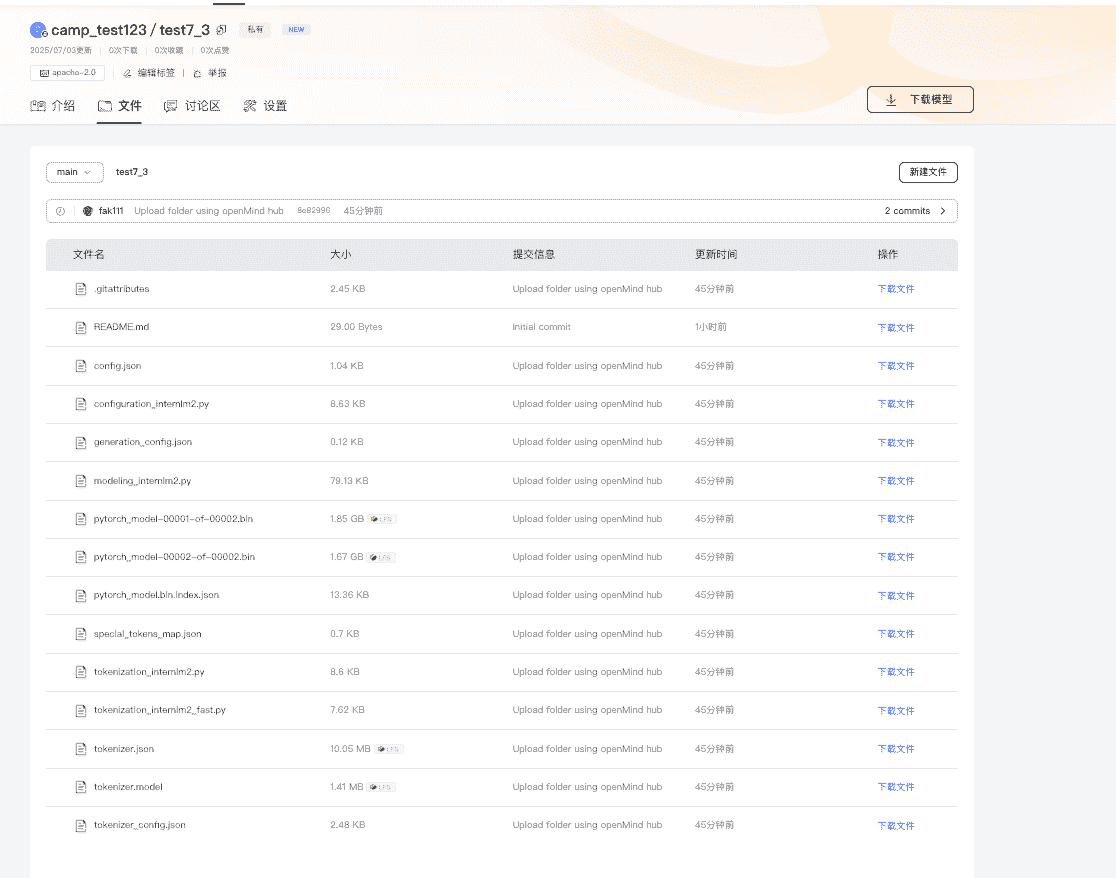 camp_test123 / test7_3 私有 NEW
2025/07/03更新 0次下载 0次收藏 0次点赞
apache-2.0 编辑标签 举报
介绍 文件 讨论区 设置 下载模型
main test7_3 新建文件
fak111 Upload folder using openMind hub 8e82996 45分钟前 2 commits
文件名 大小 提交信息 更新时间 操作
.gitattributes 2.45 KB Upload folder using openMind hub 45分钟前 下载文件
README.md 29.00 Bytes Initial commit 1小时前 下载文件
config.json 1.04 KB Upload folder using openMind hub 45分钟前 下载文件
configuration_internlm2.py 8.63 KB Upload folder using openMind hub 45分钟前 下载文件
generation_config.json 0.12 KB Upload folder using openMind hub 45分钟前 下载文件
modeling_internlm2.py 79.13 KB Upload folder using openMind hub 45分钟前 下载文件
pytorch_model-00001-of-00002.bin 1.85 GB LFS Upload folder using openMind hub 45分钟前 下载文件
pytorch_model-00002-of-00002.bin 1.67 GB LFS Upload folder using openMind hub 45分钟前 下载文件
pytorch_model.bin.index.json 13.36 KB Upload folder using openMind hub 45分钟前 下载文件
special_tokens_map.json 0.7 KB Upload folder using openMind hub 45分钟前 下载文件
tokenization_internlm2.py 8.6 KB Upload folder using openMind hub 45分钟前 下载文件
tokenization_internlm2_fast.py 7.62 KB Upload folder using openMind hub 45分钟前 下载文件
tokenizer.json 10.05 MB LFS Upload folder using openMind hub 45分钟前 下载文件
tokenizer.model 1.41 MB LFS Upload folder using openMind hub 45分钟前 下载文件
tokenizer_config.json 2.48 KB Upload folder using openMind hub 45分钟前 下载文件